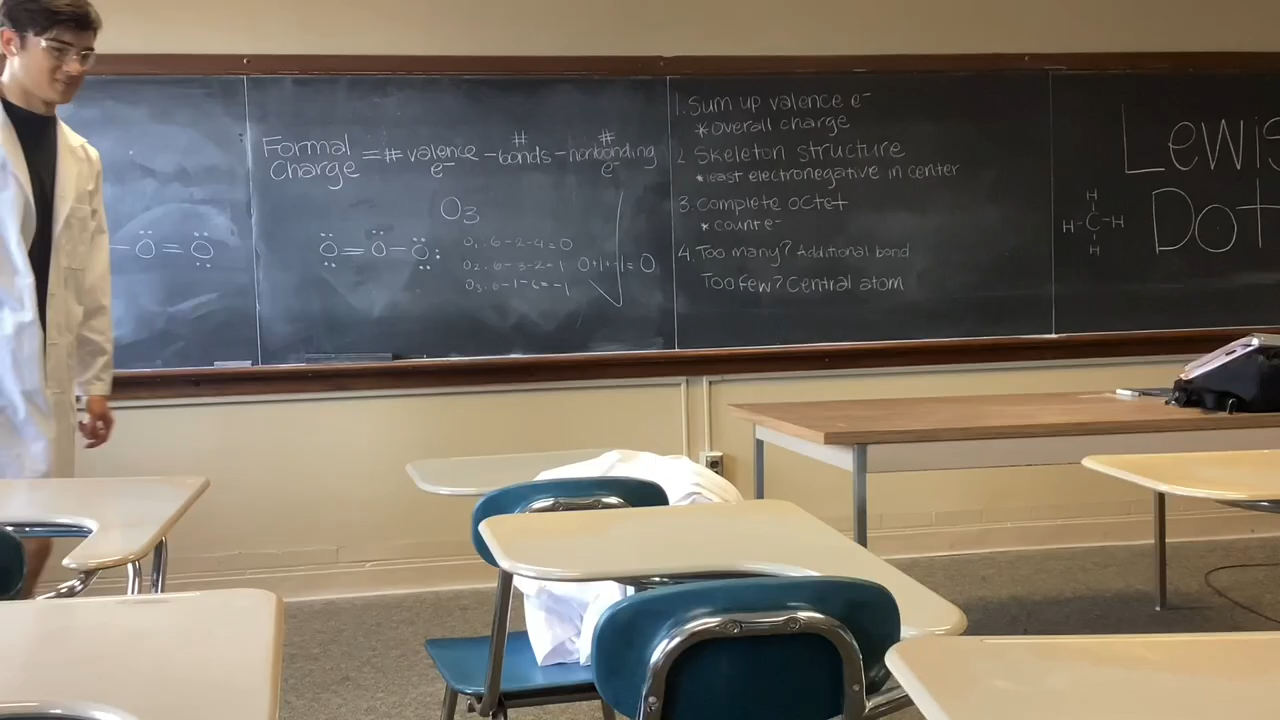 –O=O
Formal Charge = # valence e⁻ – # bonds – # nonbonding e⁻
O₃
O=O–O
O₁: 6-2-4=0
O₂: 6-3-2=1
O₃: 6-1-6=-1
0+1+-1=0
1. Sum up valence e⁻
*overall charge
2. Skeleton structure
*least electronegative in center
3. Complete octet
* count e⁻
4. Too many? Additional bond
Too few? Central atom
Lewis
Dot
H
H-C-H
H